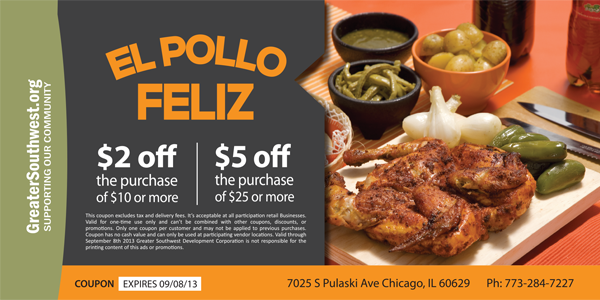 GreaterSouthwest.org
SUPPORTING OUR COMMUNITY
EL POLLO
FELIZ
$2 off
the purchase
of $10 or more
$5 off
the purchase
of $25 or more
This coupon excludes tax and delivery fees. It's acceptable at all participation retail Businesses.
Valid for one-time use only and can't be combined with other coupons, discounts, or
promotions. Only one coupon per customer and may not be applied to previous purchases.
Coupon has no cash value and can only be used at participating vendor locations. Valid through
September 8th 2013 Greater Southwest Development Corporation is not responsible for the
printing content of this ads or promotions.
COUPON EXPIRES 09/08/13
7025 S Pulaski Ave Chicago, IL 60629 Ph: 773-284-7227